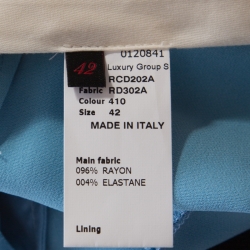 42
0120841
Luxury Group S
RCD202A
Fabric RD302A
Colour 410
Size 42
MADE IN ITALY
Main fabric
096% RAYON
004% ELASTANE
Lining